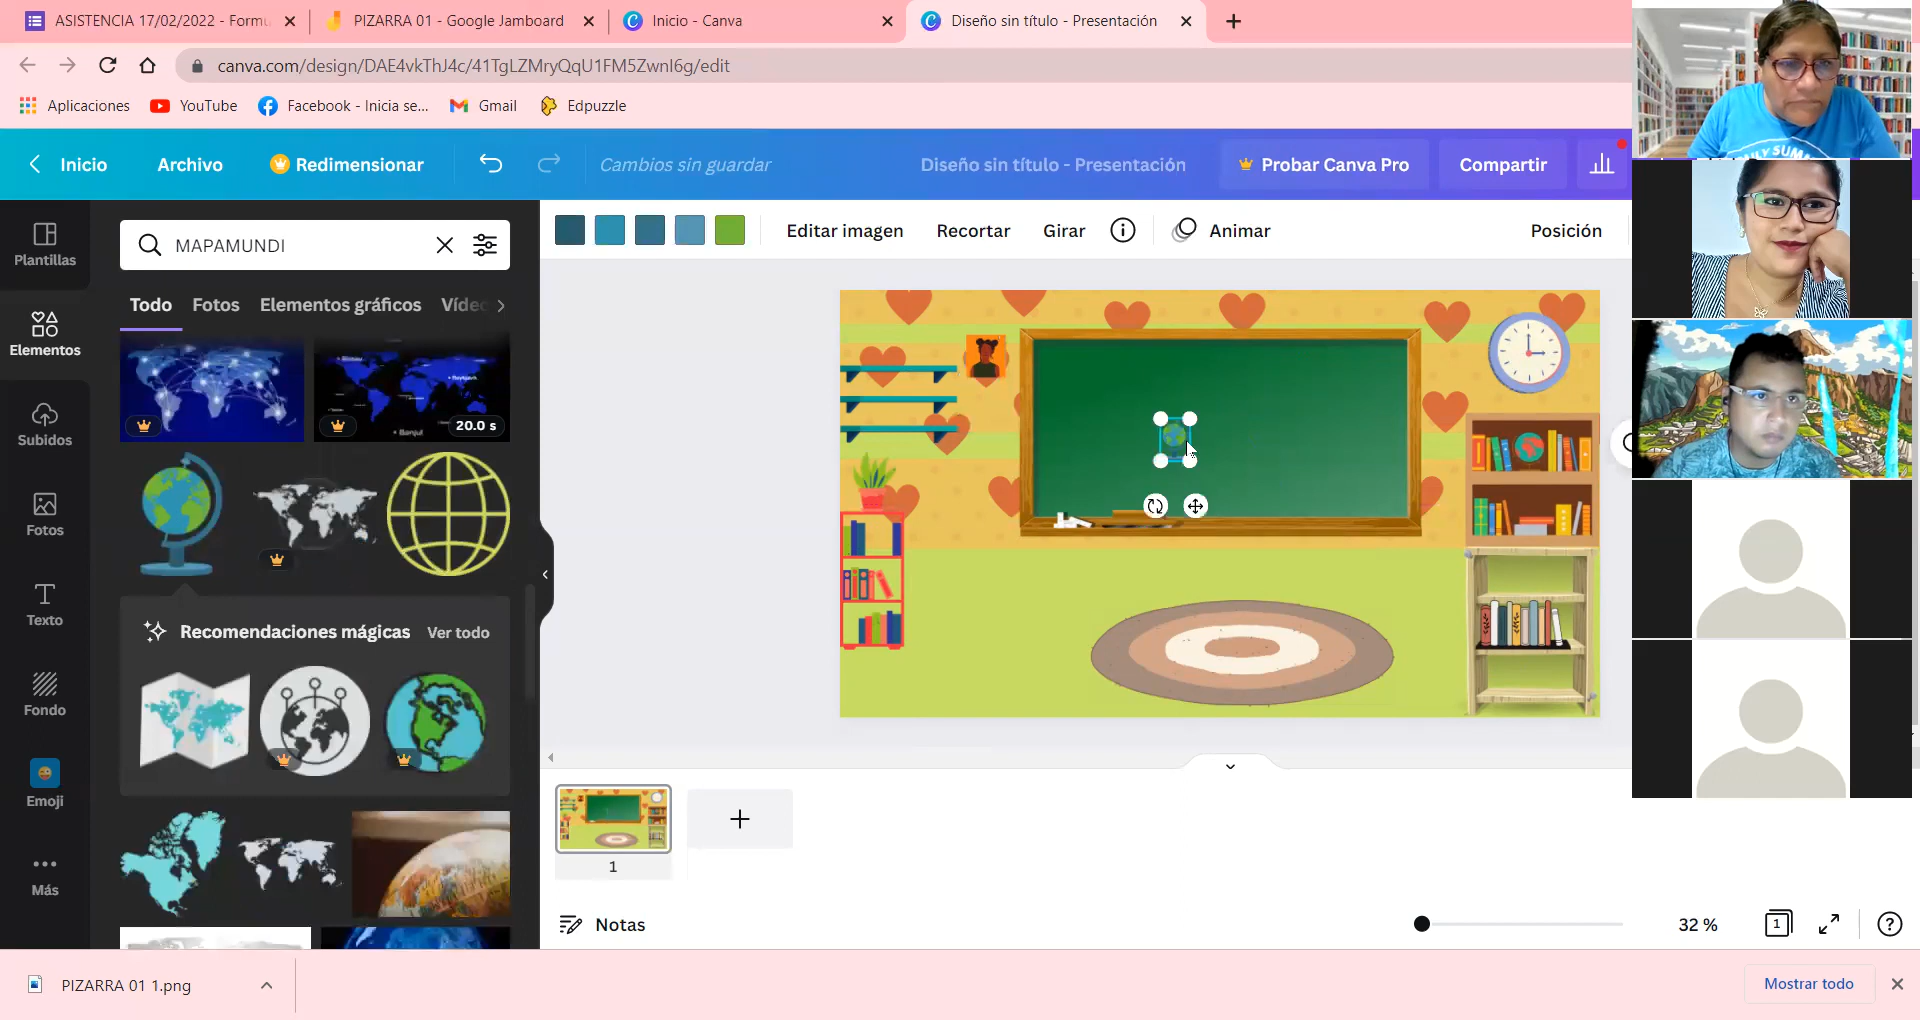 ASISTENCIA 17/02/2022 - Formu
PIZARRA 01 - Google Jamboard
Inicio - Canva
Diseño sin título - Presentación
canva.com/design/DAE4vkThJ4c/41TgLZMryQqU1FM5ZwnI6g/edit
Aplicaciones
YouTube
Facebook - Inicia se...
Gmail
Edpuzzle
Inicio
Archivo
Redimensionar
Cambios sin guardar
Diseño sin título - Presentación
Probar Canva Pro
Compartir
Plantillas
Elementos
Subidos
Fotos
Texto
Fondo
Emoji
Más
MAPAMUNDI
Todo
Fotos
Elementos gráficos
Víde
20.0 s
Recomendaciones mágicas
Ver todo
Editar imagen
Recortar
Girar
Animar
Posición
1
Notas
32 %
1
PIZARRA 01 1.png
Mostrar todo